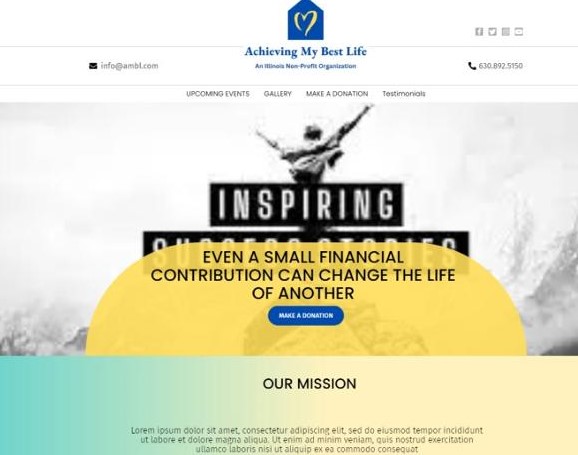 Achieving My Best Life
An Illinois Non-Profit Organization
info@ambl.com
630.892.5150
UPCOMING EVENTS GALLERY MAKE A DONATION Testimonials
INSPIRING
SUCCESS STORIES
EVEN A SMALL FINANCIAL
CONTRIBUTION CAN CHANGE THE LIFE
OF ANOTHER
MAKE A DONATION
OUR MISSION
Lorem ipsum dolor sit amet, consectetur adipiscing elit, sed do eiusmod tempor incididunt
ut labore et dolore magna aliqua. Ut enim ad minim veniam, quis nostrud exercitation
ullamco laboris nisi ut aliquip ex ea commodo consequat